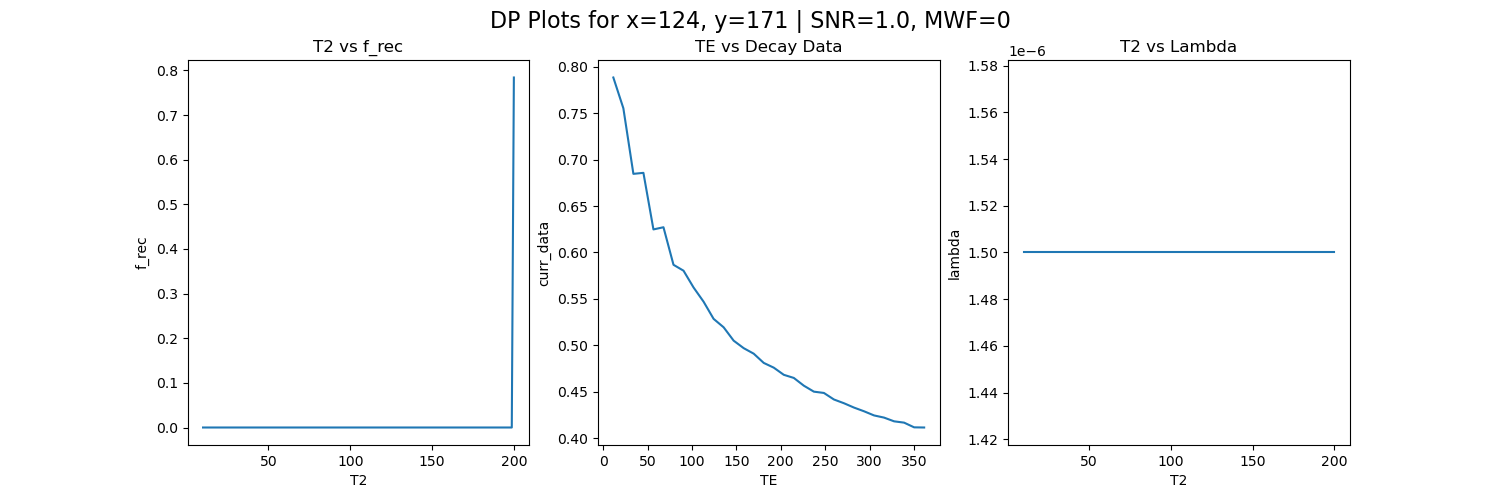 DP Plots for x=124, y=171 | SNR=1.0, MWF=0
T2 vs f_rec
0.8
0.7
0.6
0.5
0.4
0.3
0.2
0.1
0.0
f_rec
50 100 150 200
T2
TE vs Decay Data
0.80
0.75
0.70
0.65
0.60
0.55
0.50
0.45
0.40
curr_data
0 50 100 150 200 250 300 350
TE
T2 vs Lambda
1e−6
1.58
1.56
1.54
1.52
1.50
1.48
1.46
1.44
1.42
lambda
50 100 150 200
T2